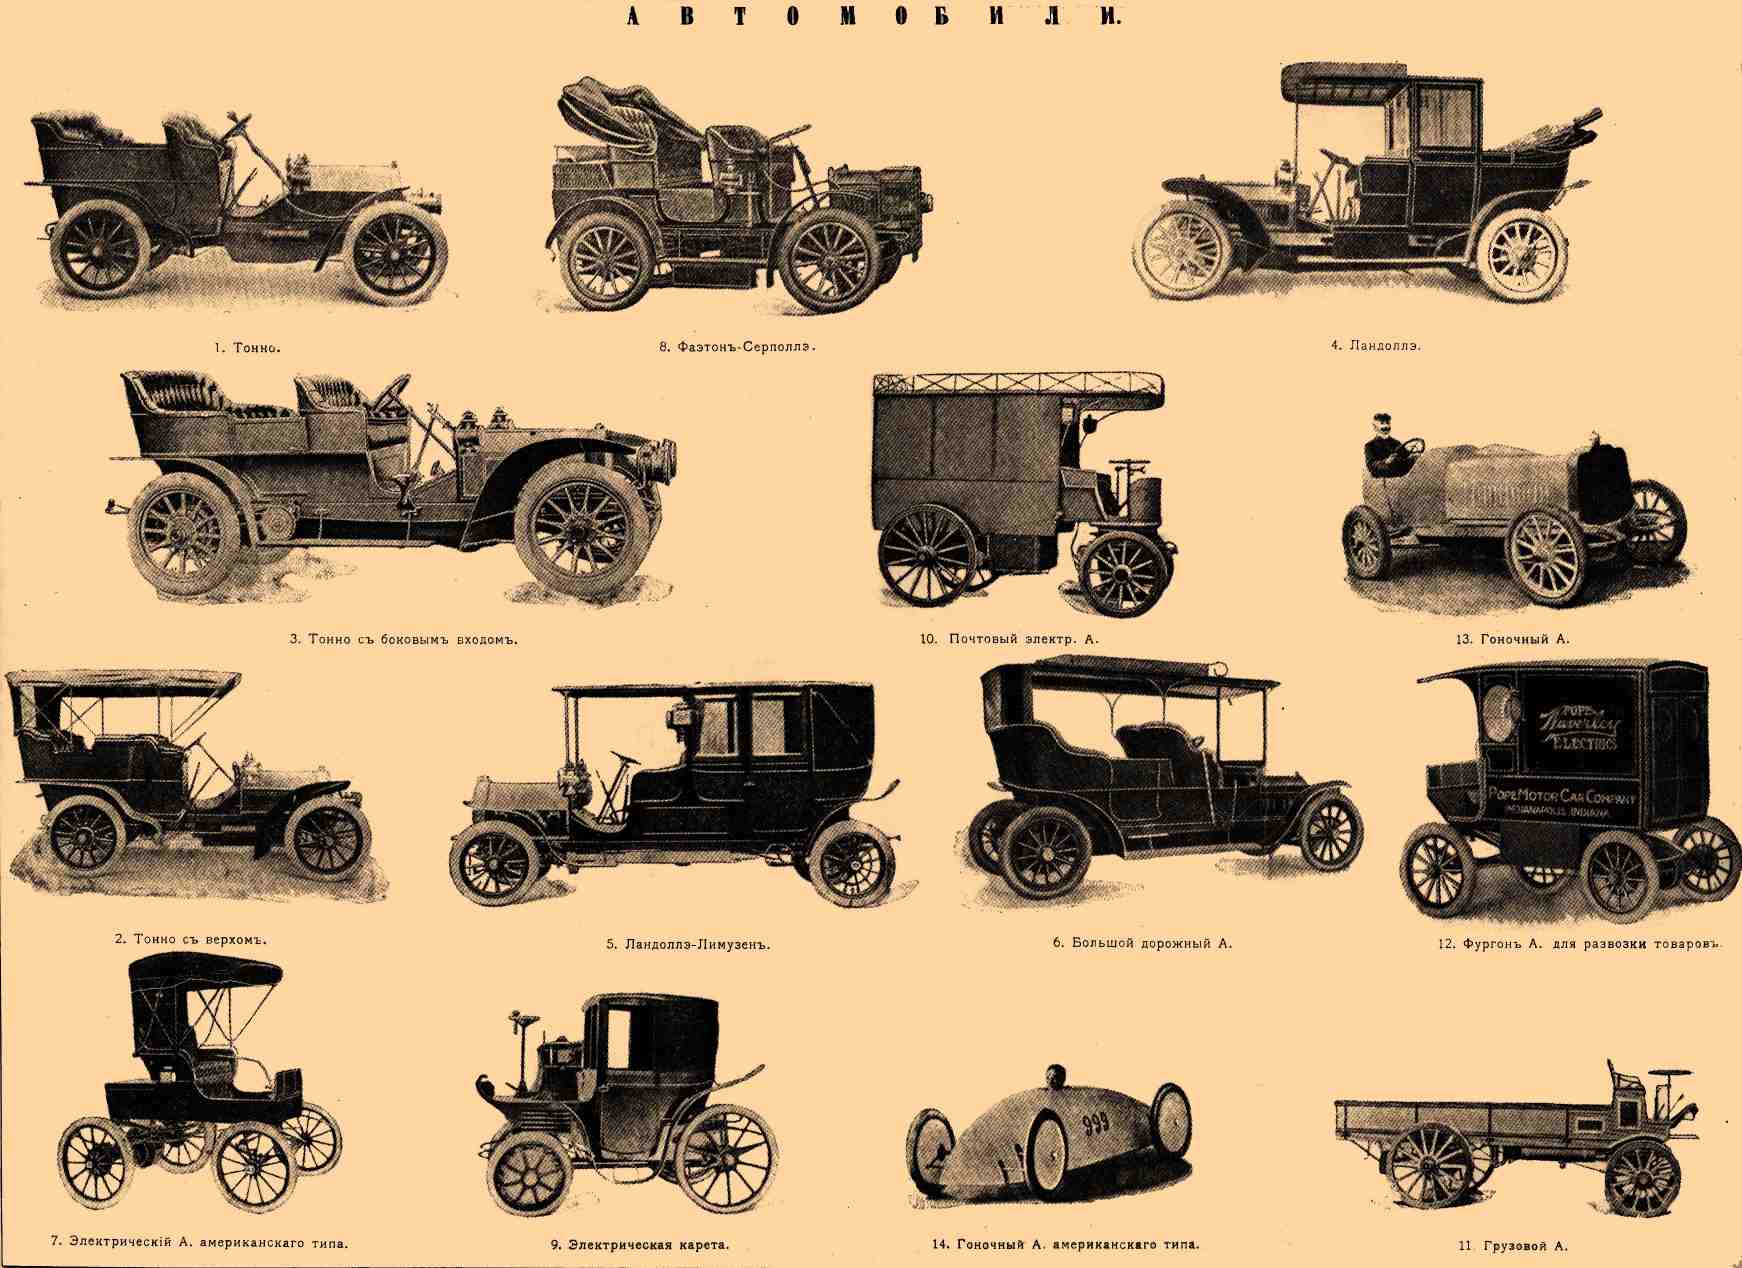 АВТОМОБИЛИ.
1. Тонно.
8. Фаэтонъ-Серполлэ.
4. Ландоллэ.
3. Тонно съ боковымъ входомъ.
10. Почтовый электр. А.
13. Гоночный А.
POPE
Waverley
ELECTRICS
POPE MOTOR CAR COMPANY
INDIANAPOLIS, INDIANA.
2. Тонно съ верхомъ.
5. Ландоллэ-Лимузенъ.
6. Большой дорожный А.
12. Фургонъ А. для развозки товаровъ.
999
7. Электрическій А. американскаго типа.
9. Электрическая карета.
14. Гоночный А. американскаго типа.
11. Грузовой А.